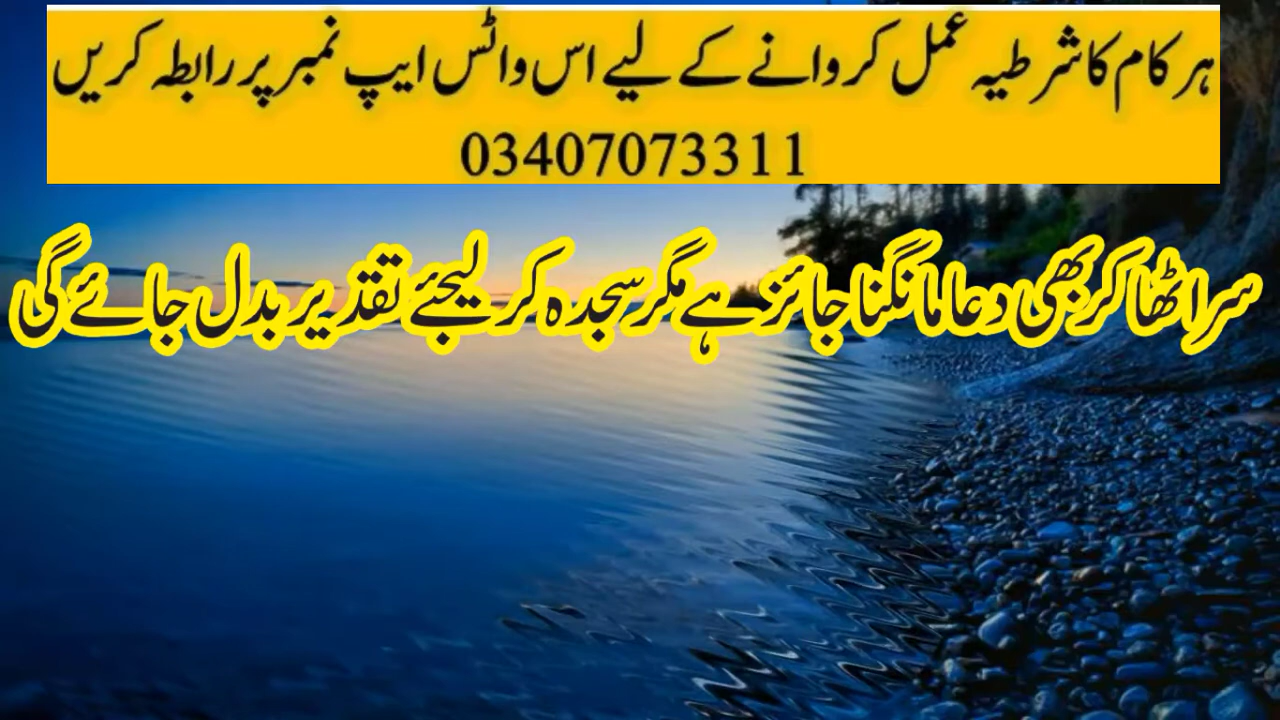 ہر کام کا شرطیہ عمل کروانے کے لیے اس واٹس ایپ نمبر پر رابطہ کریں
03407073311
سر اٹھا کر بھی دعا مانگنا جائز ہے مگر سجدہ کر لیجئے تقدیر بدل جائے گی